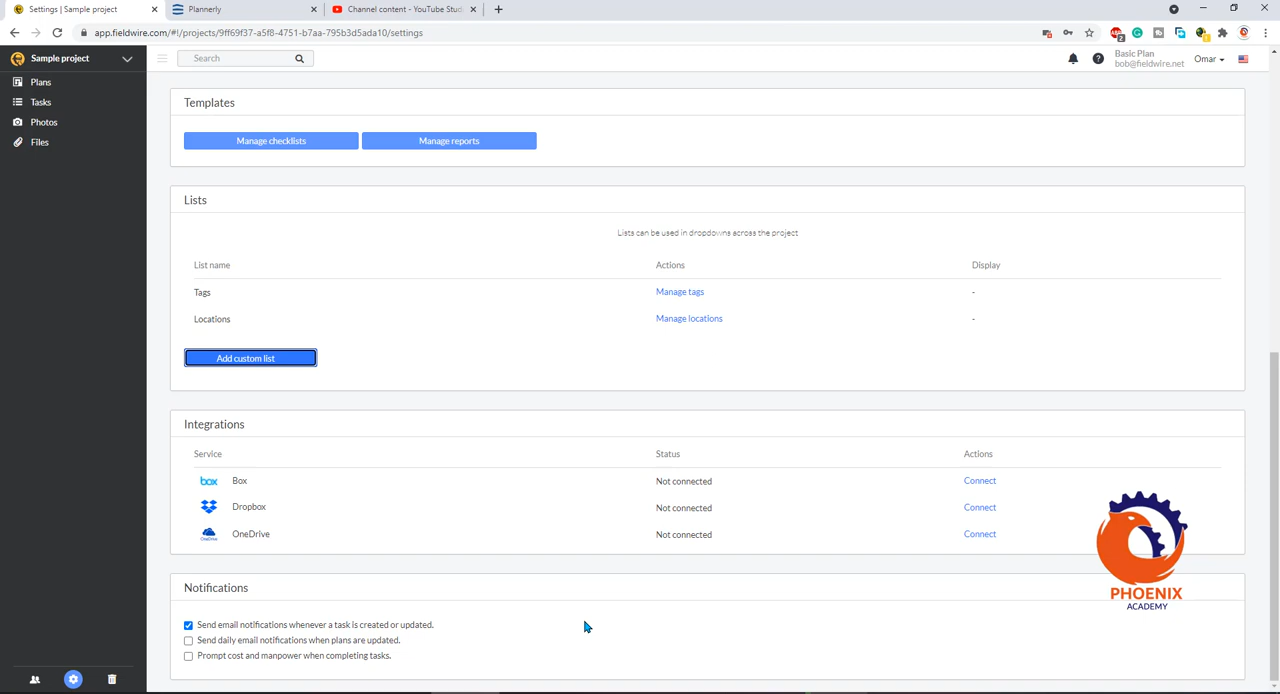 Settings | Sample project
Plannerly
Channel content - YouTube Stud
app.fieldwire.com/#!/projects/9ff69f37-a5f8-4751-b7aa-795b3d5ada10/settings
Sample project
Search
Basic Plan
bob@fieldwire.net
Omar
Plans
Tasks
Photos
Files
Templates
Manage checklists
Manage reports
Lists
Lists can be used in dropdowns across the project
List name Actions Display
Tags Manage tags -
Locations Manage locations -
Add custom list
Integrations
Service Status Actions
box Box Not connected Connect
Dropbox Not connected Connect
OneDrive OneDrive Not connected Connect
PHOENIX
ACADEMY
Notifications
Send email notifications whenever a task is created or updated.
Send daily email notifications when plans are updated.
Prompt cost and manpower when completing tasks.